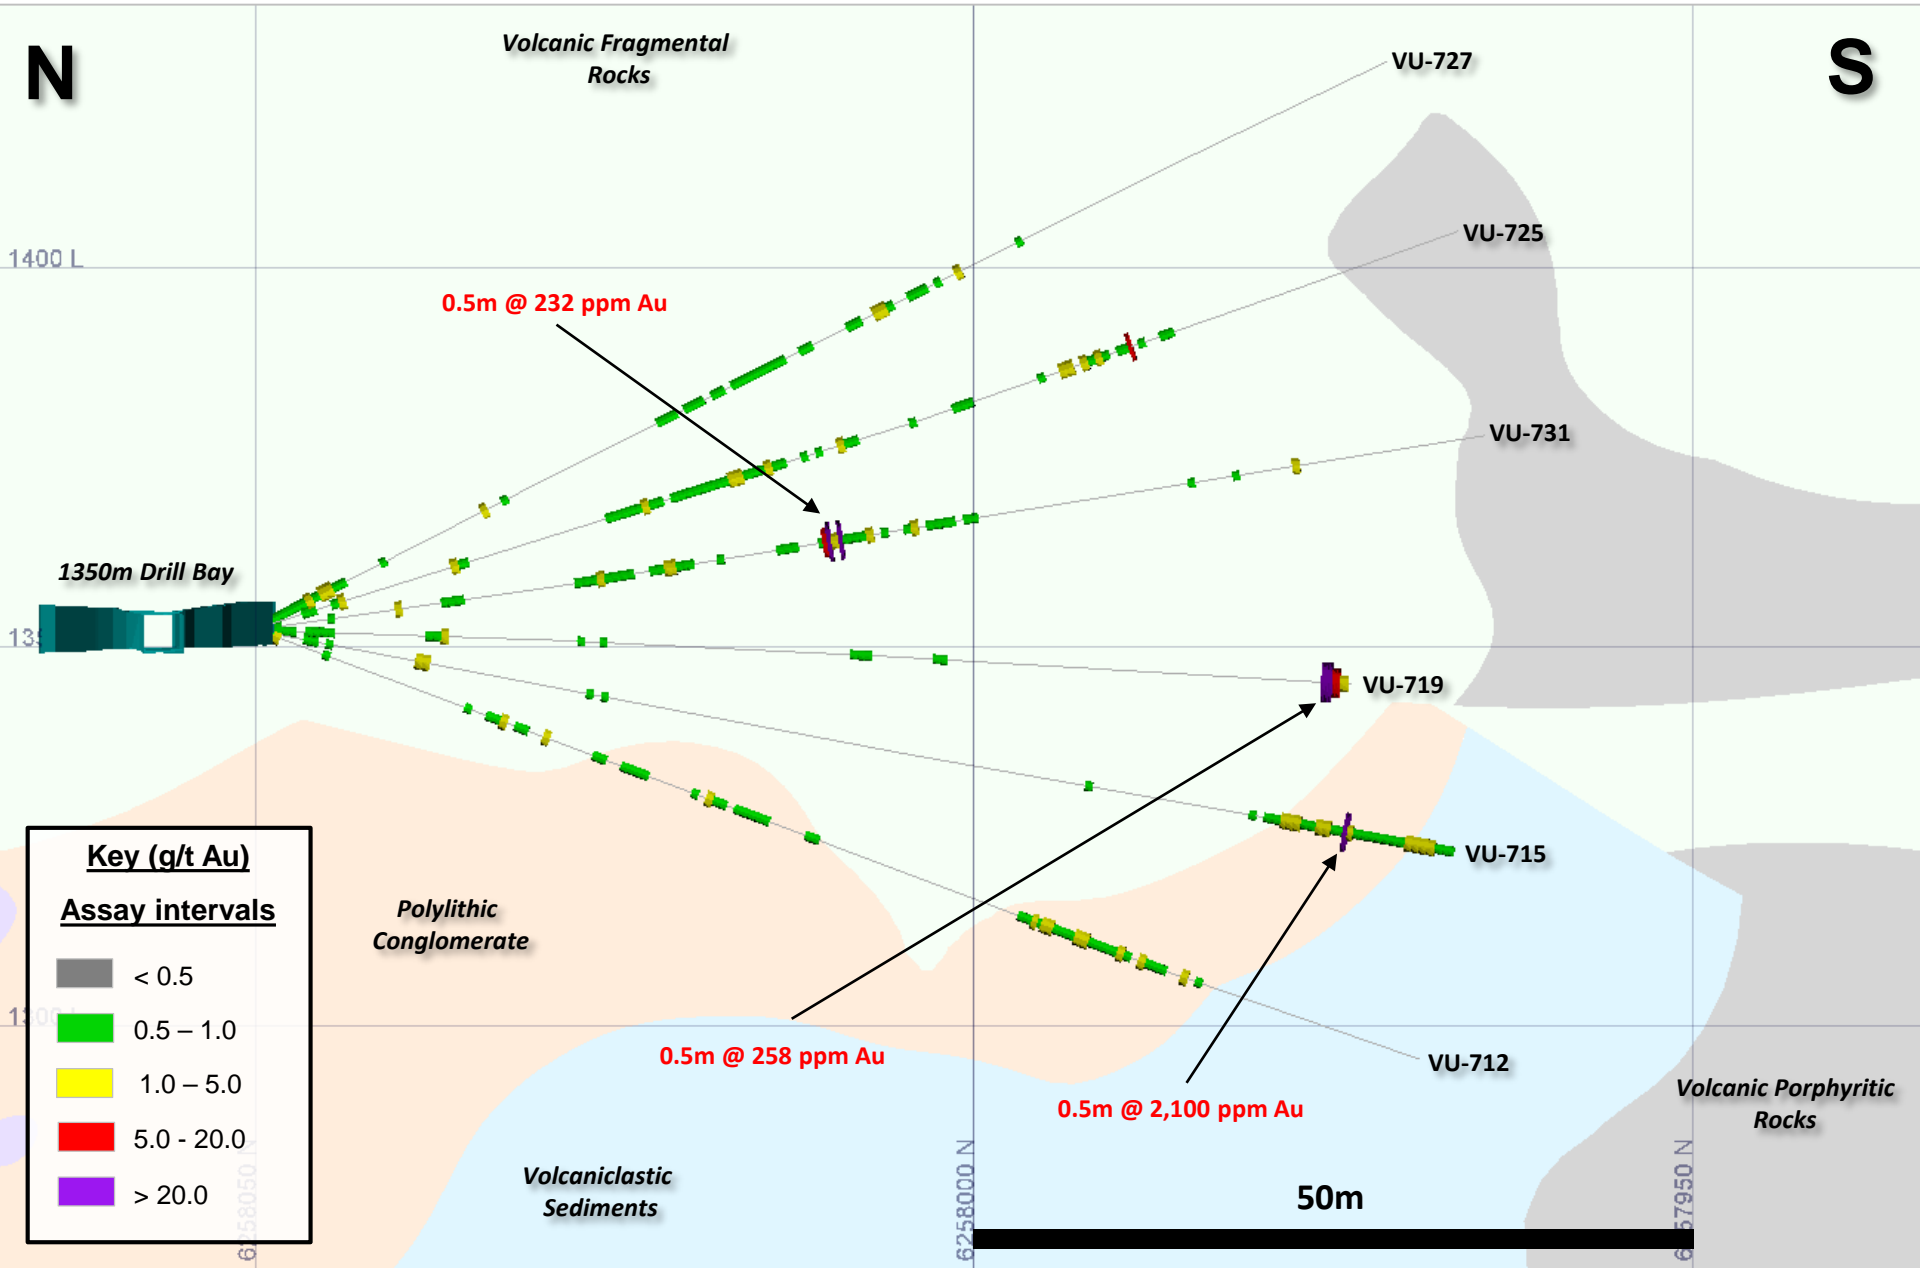 N
Volcanic Fragmental
Rocks
VU-727
S
VU-725
1400 L
0.5m @ 232 ppm Au
VU-731
1350m Drill Bay
VU-719
VU-715
Key (g/t Au)
Assay intervals
< 0.5
0.5 – 1.0
1.0 – 5.0
5.0 - 20.0
> 20.0
Polylithic
Conglomerate
1300 L
0.5m @ 258 ppm Au
VU-712
0.5m @ 2,100 ppm Au
Volcanic Porphyritic
Rocks
Volcaniclastic
Sediments
50m
6258050 N
6258000 N
6257950 N